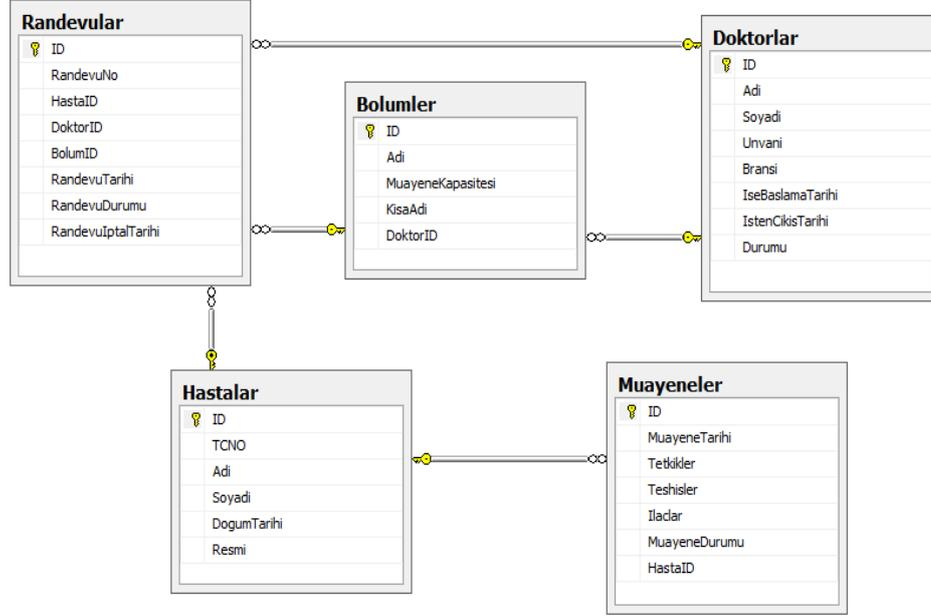 Randevular
ID
RandevuNo
HastaID
DoktorID
BolumID
RandevuTarihi
RandevuDurumu
RandevuIptalTarihi
Bolumler
ID
Adi
MuayeneKapasitesi
KisaAdi
DoktorID
Doktorlar
ID
Adi
Soyadi
Unvani
Bransi
IseBaslamaTarihi
IstenCikisTarihi
Durumu
Hastalar
ID
TCNO
Adi
Soyadi
DogumTarihi
Resmi
Muayeneler
ID
MuayeneTarihi
Tetkikler
Teshisler
Ilaclar
MuayeneDurumu
HastaID